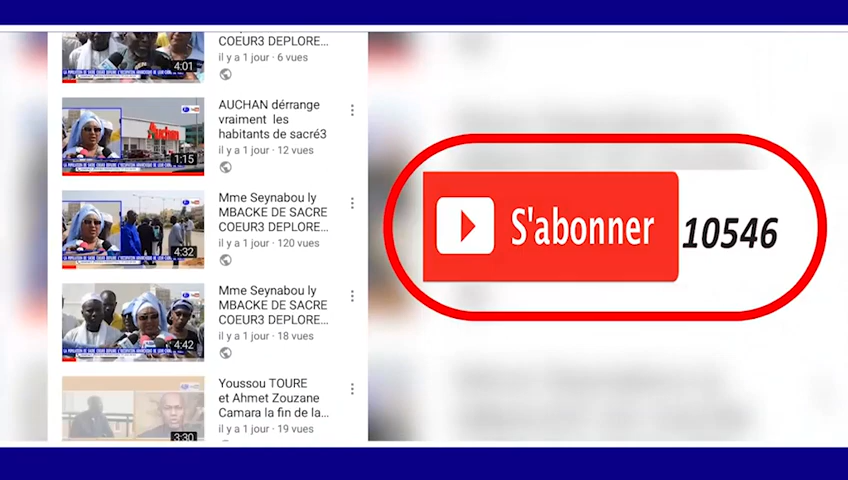 COEUR3 DEPLORE...
il y a 1 jour · 6 vues
4:01
AUCHAN dérrange
vraiment les
habitants de sacré3
il y a 1 jour · 12 vues
Auchan
1:15
Mme Seynabou ly
MBACKE DE SACRE
COEUR3 DEPLORE...
il y a 1 jour · 120 vues
4:32
Mme Seynabou ly
MBACKE DE SACRE
COEUR3 DEPLORE...
il y a 1 jour · 18 vues
4:42
Youssou TOURE
et Ahmet Zouzane
Camara la fin de la...
il y a 1 jour · 19 vues
3:30
S'abonner
10546